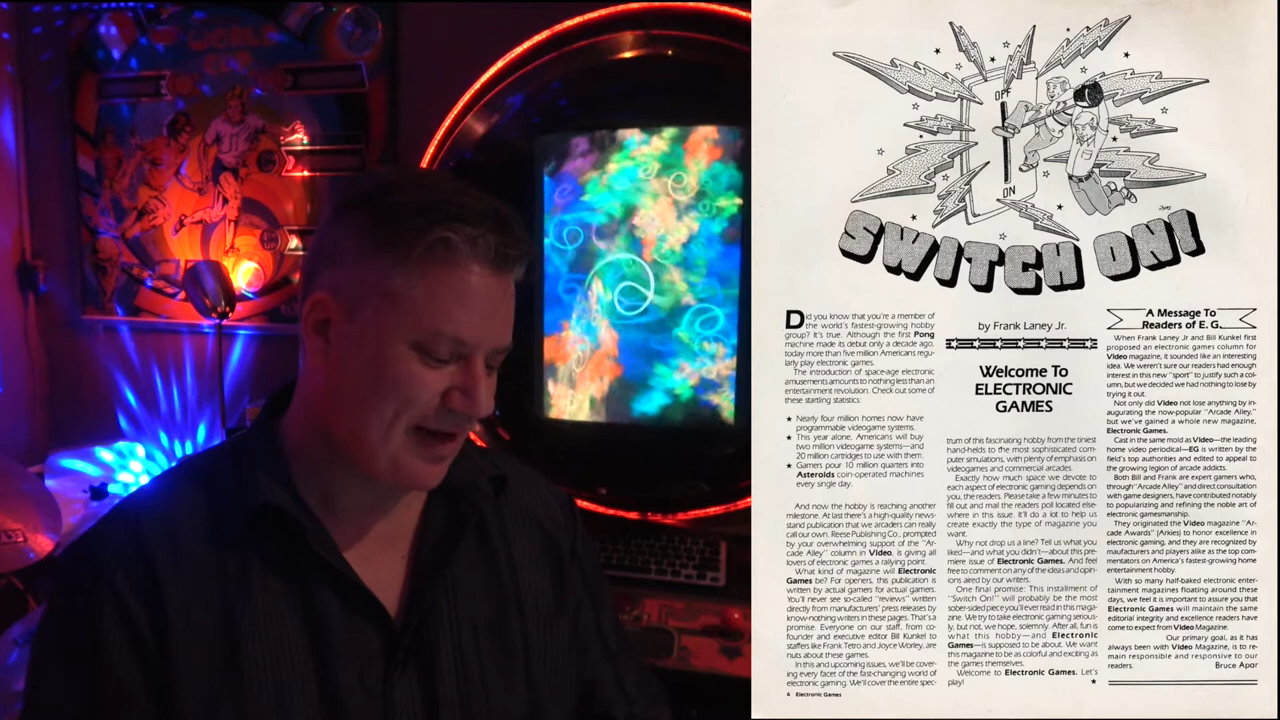 WORLD
CUP
OFF
ON
SWITCH ON!
Did you know that you're a member of
the world's fastest-growing hobby
group? It's true. Although the first Pong
machine made its debut only a decade ago,
today more than five million Americans regu-
larly play electronic games.
The introduction of space-age electronic
amusements amounts to nothing less than an
entertainment revolution. Check out some of
these startling statistics:
★ Nearly four million homes now have
programmable videogame systems.
★ This year alone, Americans will buy
two million videogame systems—and
20 million cartridges to use with them.
★ Gamers pour 10 million quarters into
Asteroids coin-operated machines
every single day.
And now the hobby is reaching another
milestone. At last there's a high-quality news-
stand publication that we arcaders can really
call our own. Reese Publishing Co., prompted
by your overwhelming support of the "Ar-
cade Alley" column in Video, is giving all
lovers of electronic games a rallying point.
What kind of magazine will Electronic
Games be? For openers, this publication is
written by actual gamers for actual gamers.
You'll never see so-called "reviews" written
directly from manufacturers' press releases by
know-nothing writers in these pages. That's a
promise. Everyone on our staff, from co-
founder and executive editor Bill Kunkel to
staffers like Frank Tetro and Joyce Worley, are
nuts about these games.
In this and upcoming issues, we'll be cover-
ing every facet of the fast-changing world of
electronic gaming. We'll cover the entire spec-
6 Electronic Games
by Frank Laney Jr.
Welcome To
ELECTRONIC
GAMES
trum of this fascinating hobby from the tiniest
hand-helds to the most sophisticated com-
puter simulations, with plenty of emphasis on
videogames and commercial arcades.
Exactly how much space we devote to
each aspect of electronic gaming depends on
you, the readers. Please take a few minutes to
fill out and mail the readers poll located else-
where in this issue. It'll do a lot to help us
create exactly the type of magazine you
want.
Why not drop us a line? Tell us what you
liked—and what you didn't—about this pre-
miere issue of Electronic Games. And feel
free to comment on any of the ideas and opin-
ions aired by our writers.
One final promise: This installment of
"Switch On!" will probably be the most
sober-sided piece you'll ever read in this maga-
zine. We try to take electronic gaming serious-
ly, but not, we hope, solemnly. After all, fun is
what this hobby—and Electronic
Games—is supposed to be about. We want
this magazine to be as colorful and exciting as
the games themselves.
Welcome to Electronic Games. Let's
play! ★
A Message To
Readers of E. G.
When Frank Laney Jr and Bill Kunkel first
proposed an electronic games column for
Video magazine, it sounded like an interesting
idea. We weren't sure our readers had enough
interest in this new "sport" to justify such a col-
umn, but we decided we had nothing to lose by
trying it out.
Not only did Video not lose anything by in-
augurating the now-popular "Arcade Alley,"
but we've gained a whole new magazine,
Electronic Games.
Cast in the same mold as Video—the leading
home video periodical—EG is written by the
field's top authorities and edited to appeal to
the growing legion of arcade addicts.
Both Bill and Frank are expert gamers who,
through "Arcade Alley" and direct consultation
with game designers, have contributed notably
to popularizing and refining the noble art of
electronic gamesmanship.
They originated the Video magazine "Ar-
cade Awards" (Arkies) to honor excellence in
electronic gaming, and they are recognized by
maufacturers and players alike as the top com-
mentators on America's fastest-growing home
entertainment hobby.
With so many half-baked electronic enter-
tainment magazines floating around these
days, we feel it is important to assure you that
Electronic Games will maintain the same
editorial integrity and excellence readers have
come to expect from Video Magazine.
Our primary goal, as it has
always been with Video Magazine, is to re-
main responsible and responsive to our
readers. Bruce Apar